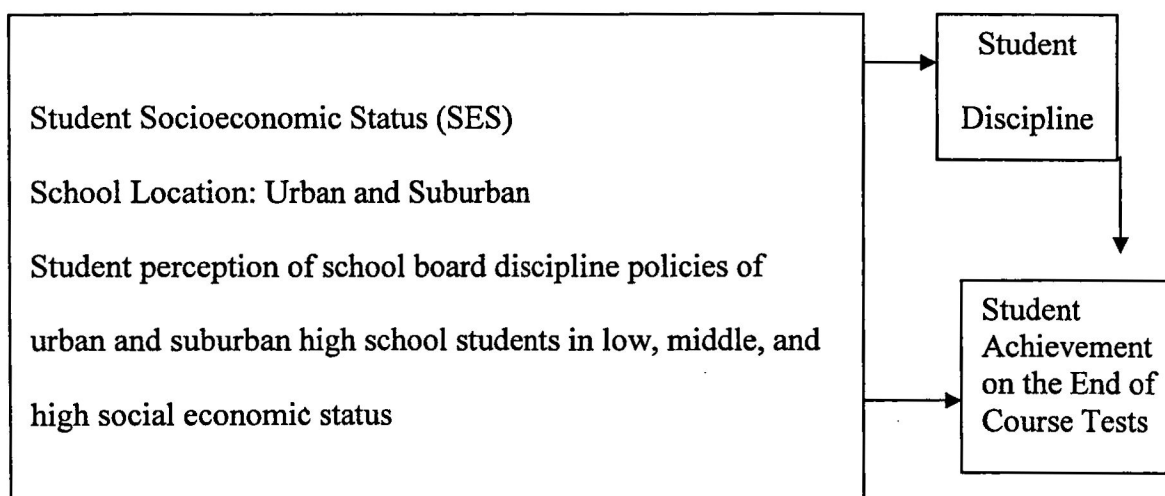 Student Socioeconomic Status (SES)
School Location: Urban and Suburban
Student perception of school board discipline policies of
urban and suburban high school students in low, middle, and
high social economic status
Student
Discipline
Student
Achievement
on the End of
Course Tests